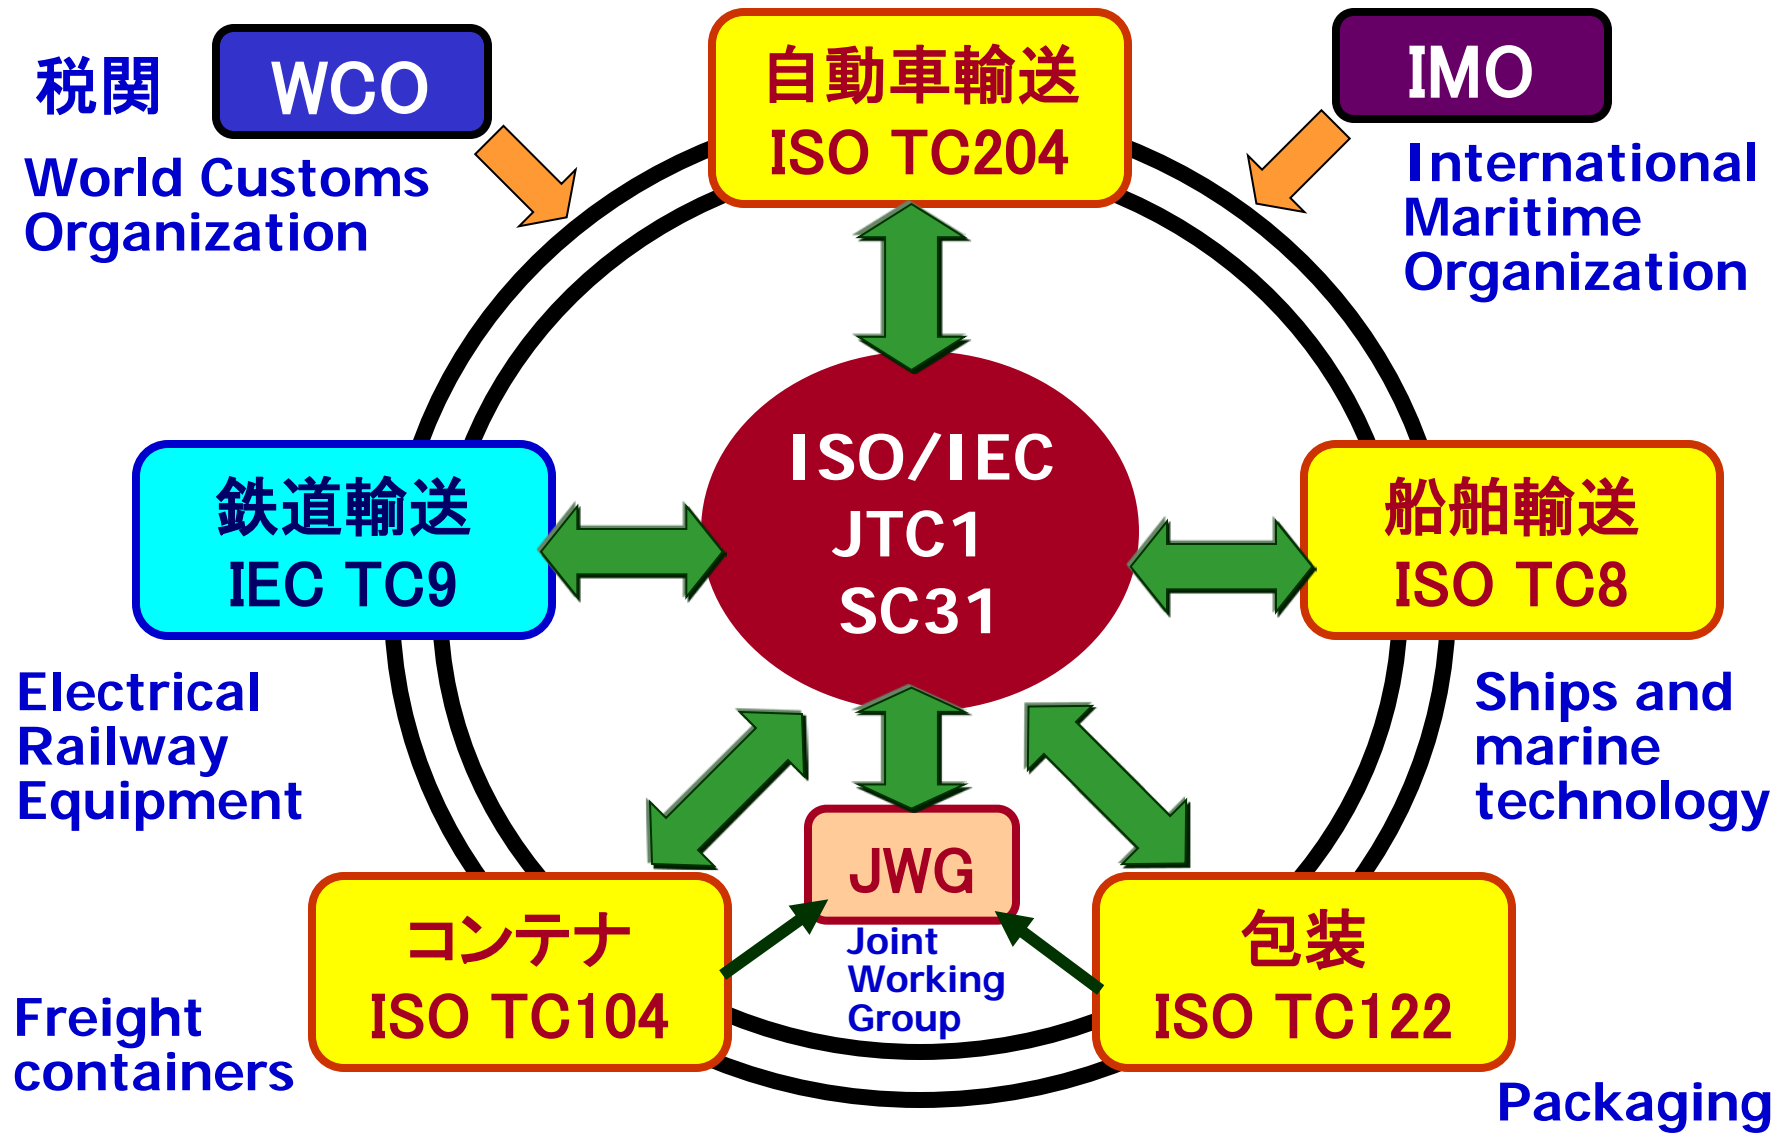 税関
WCO
World Customs
Organization
自動車輸送
ISO TC204
IMO
International
Maritime
Organization
ISO/IEC
JTC1
SC31
鉄道輸送
IEC TC9
Electrical
Railway
Equipment
船舶輸送
ISO TC8
Ships and
marine
technology
JWG
Joint
Working
Group
コンテナ
ISO TC104
Freight
containers
包装
ISO TC122
Packaging